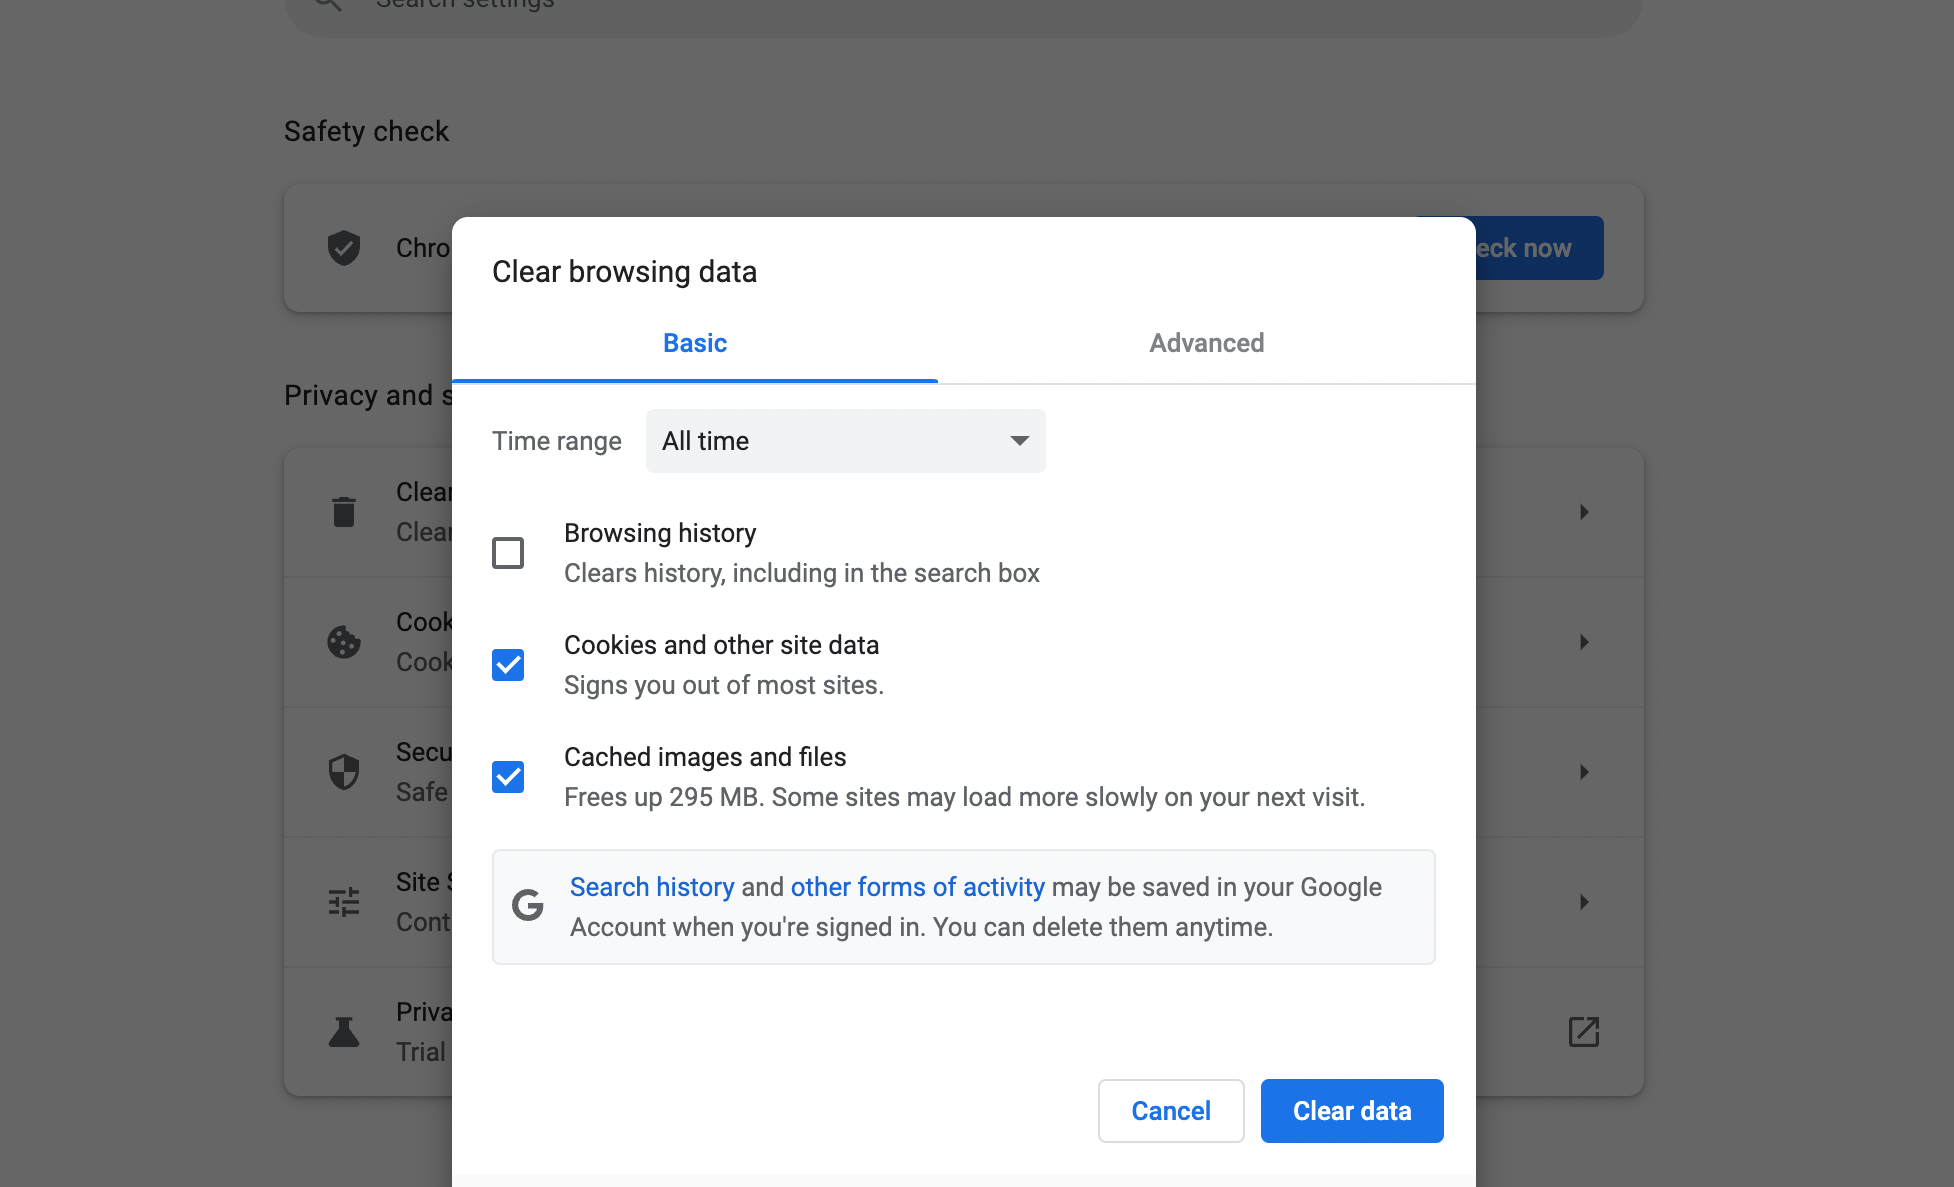 Search settings
Safety check
Chro
eck now
Clear browsing data
Basic
Advanced
Privacy and s
Time range
All time
Clear
Clear
Browsing history
Clears history, including in the search box
Cook
Cook
Cookies and other site data
Signs you out of most sites.
Secu
Safe
Cached images and files
Frees up 295 MB. Some sites may load more slowly on your next visit.
Site S
Cont
Search history and other forms of activity may be saved in your Google
Account when you're signed in. You can delete them anytime.
Priva
Trial
Cancel
Clear data